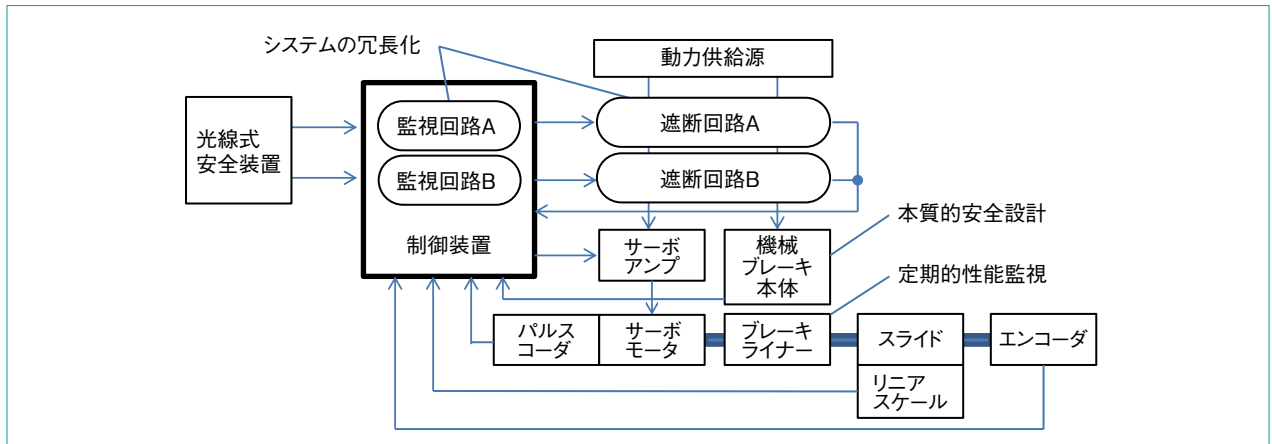 システムの冗長化
動力供給源
光線式
安全装置
監視回路A
監視回路B
制御装置
遮断回路A
遮断回路B
本質的安全設計
サーボ
アンプ
機械
ブレーキ
本体
定期的性能監視
パルス
コーダ
サーボ
モータ
ブレーキ
ライナー
スライド
エンコーダ
リニア
スケール